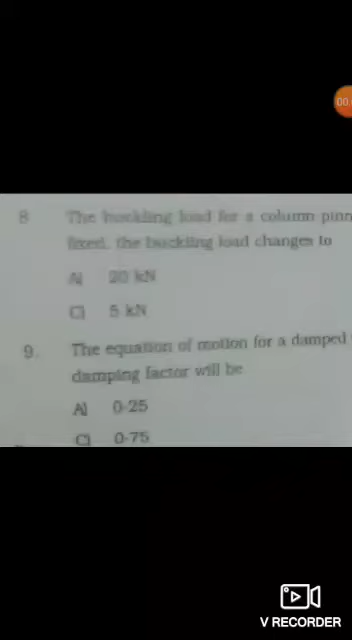 00:
8 The buckling load for a column pinn
fixed, the buckling load changes to
A) 20 kN
C) 5 kN
9. The equation of motion for a damped
damping factor will be
A) 0·25
C) 0·75
V RECORDER